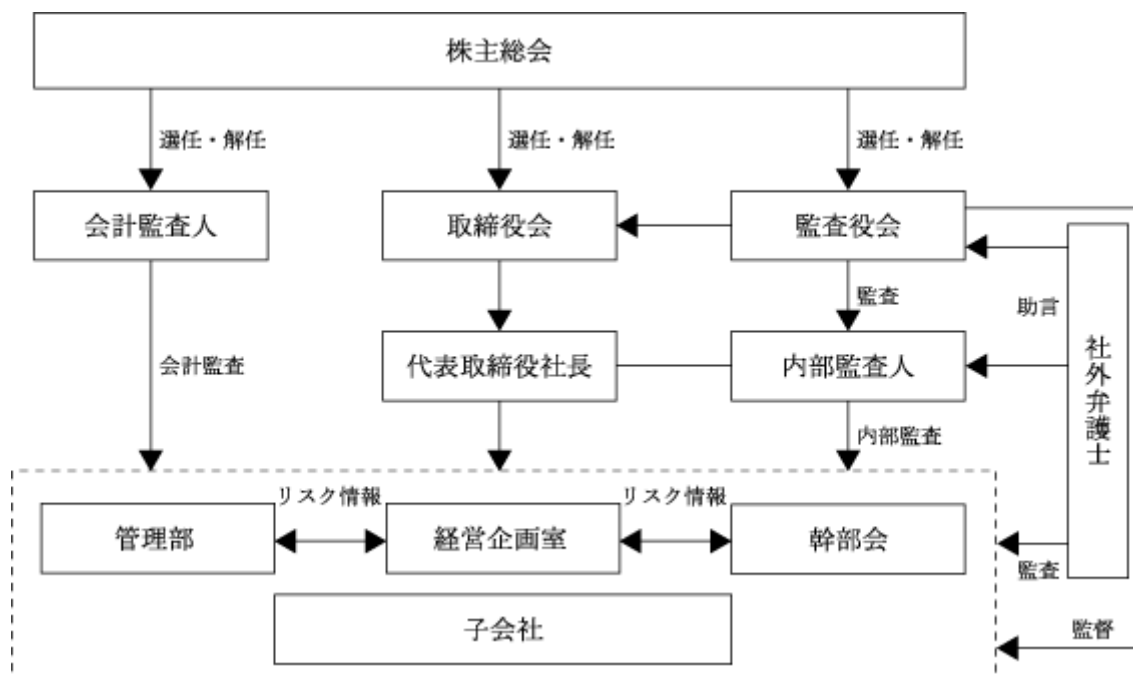 株主総会
選任・解任
選任・解任
選任・解任
会計監査人
取締役会
監査役会
監査
助言
会計監査
代表取締役社長
内部監査人
社外弁護士
内部監査
リスク情報
リスク情報
管理部
経営企画室
幹部会
監査
子会社
監督